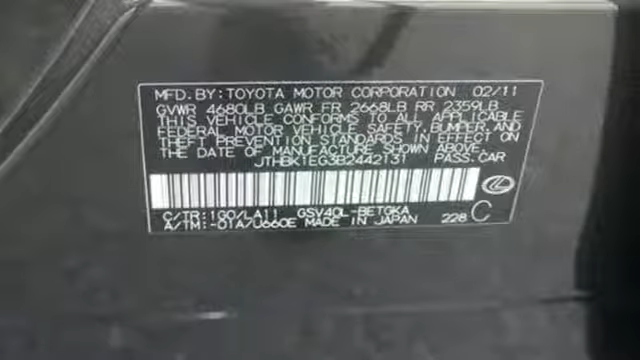 MFD.BY:TOYOTA MOTOR CORPORATION 02/11
GVWR 4680LB GAWR FR 2668LB RR 2359LB
THIS VEHICLE CONFORMS TO ALL APPLICABLE
FEDERAL MOTOR VEHICLE SAFETY, BUMPER, AND
THEFT PREVENTION STANDARDS IN EFFECT ON
THE DATE OF MANUFACTURE SHOWN ABOVE.
JTHBK1EG3B2442131 PASS.CAR
C/TR:1G0/LA11 GSV40L-BETGKA
A/TM:-01A/U660E MADE IN JAPAN 228 C